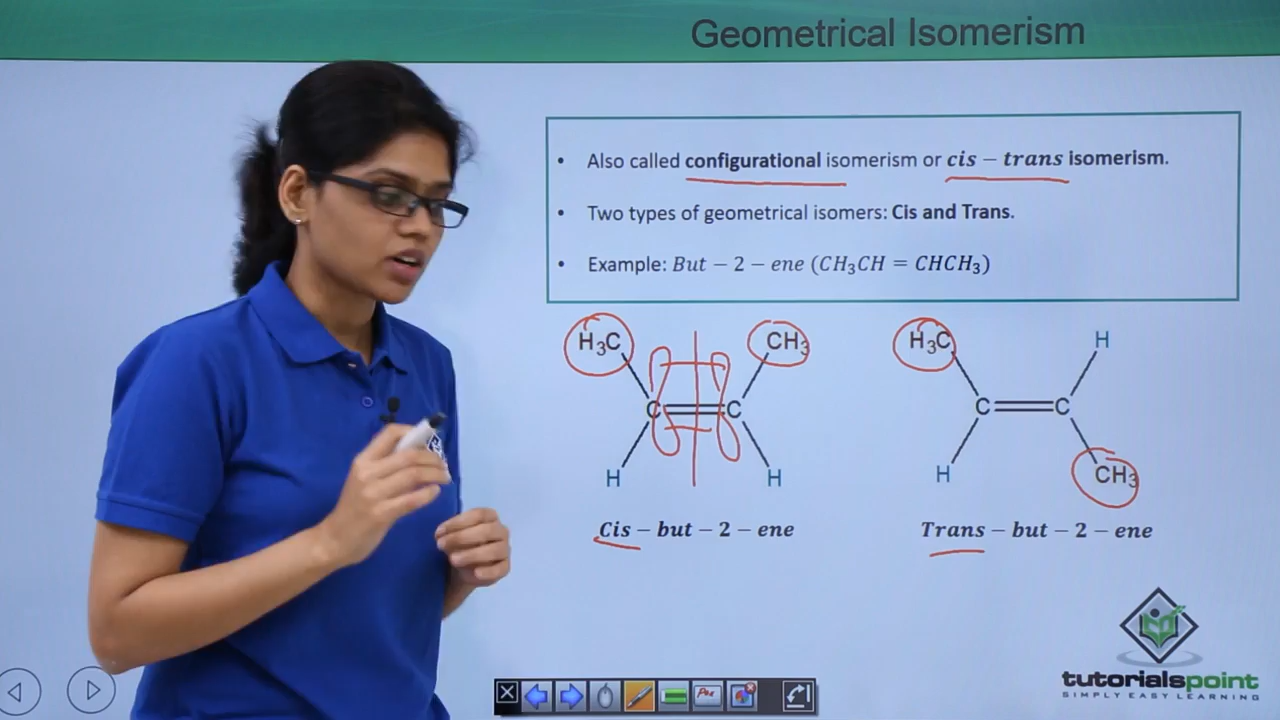 Geometrical Isomerism
• Also called configurational isomerism or cis – trans isomerism.
• Two types of geometrical isomers: Cis and Trans.
• Example: But – 2 – ene (CH₃CH = CHCH₃)
H₃C CH₃ H₃C H
C C C C
H H H CH₃
Cis – but – 2 – ene Trans – but – 2 – ene
tutorialspoint
SIMPLY EASY LEARNING
Pen